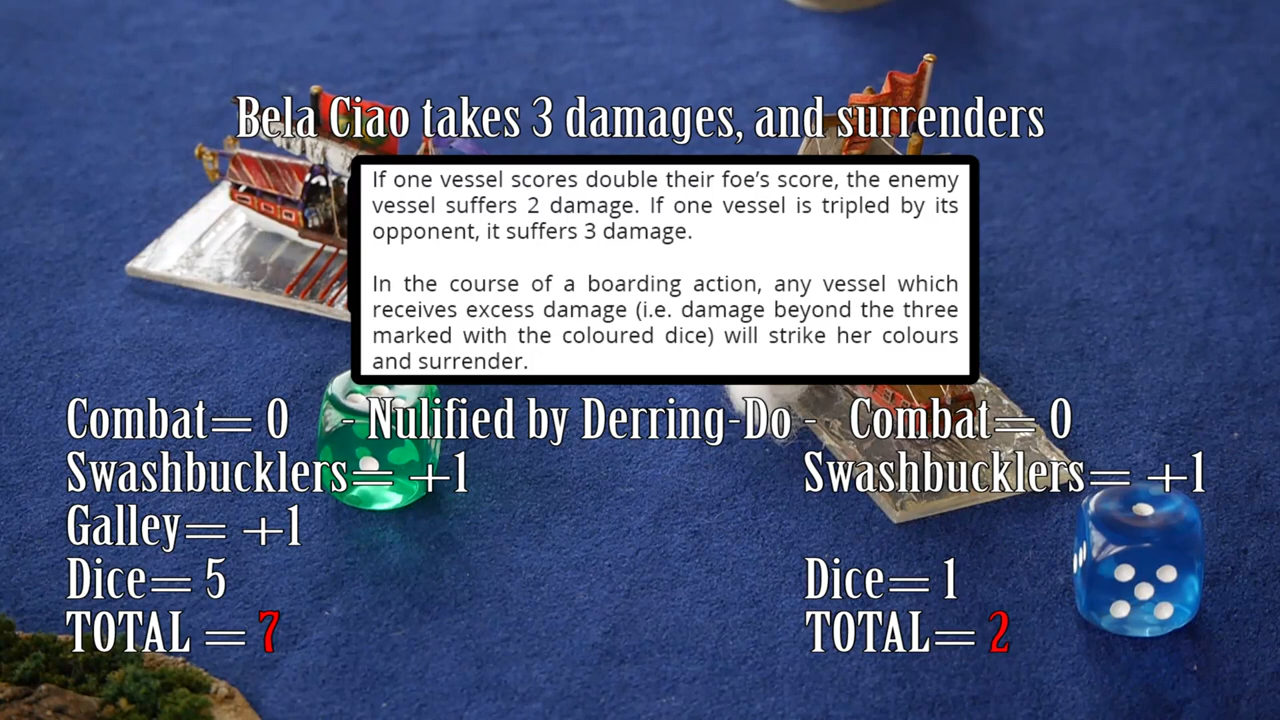 Bela Ciao takes 3 damages, and surrenders
If one vessel scores double their foe's score, the enemy
vessel suffers 2 damage. If one vessel is tripled by its
opponent, it suffers 3 damage.
In the course of a boarding action, any vessel which
receives excess damage (i.e. damage beyond the three
marked with the coloured dice) will strike her colours
and surrender.
Combat= 0 - Nulified by Derring-Do - Combat= 0
Swashbucklers= +1 Swashbucklers= +1
Galley= +1
Dice= 5 Dice= 1
TOTAL = 7 TOTAL= 2